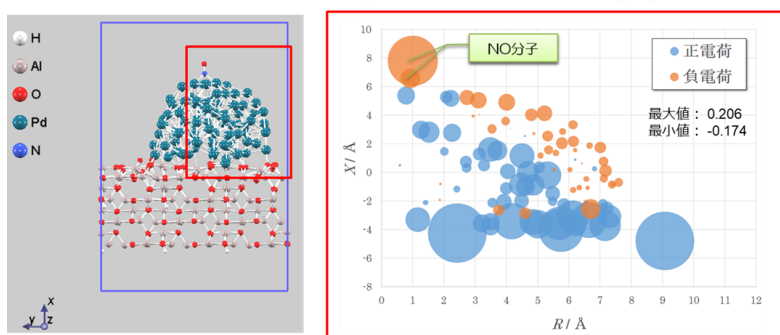 H
Al
O
Pd
N
x
y
z
NO分子
正電荷
負電荷
最大値： 0.206
最小値： -0.174
X / Å
10
8
6
4
2
0
-2
-4
-6
-8
0 1 2 3 4 5 6 7 8 9 10 11 12
R / Å